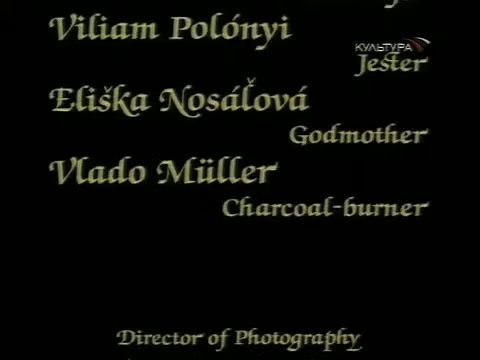 Viliam Polónyi
КУЛЬТУРА
Jester
Eliška Nosáľová
Godmother
Vlado Müller
Charcoal-burner
Director of Photography